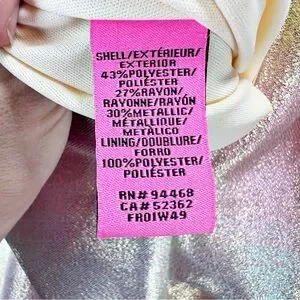 SHELL/EXTÉRIEUR/
EXTERIOR
43%POLYESTER/
POLIÉSTER
27%RAYON/
RAYONNE/RAYÓN
30%METALLIC/
MÉTALLIQUE/
METÁLICO
LINING/DOUBLURE/
FORRO
100%POLYESTER/
POLIÉSTER
RN# 94468
CA# 52362
FR01W49